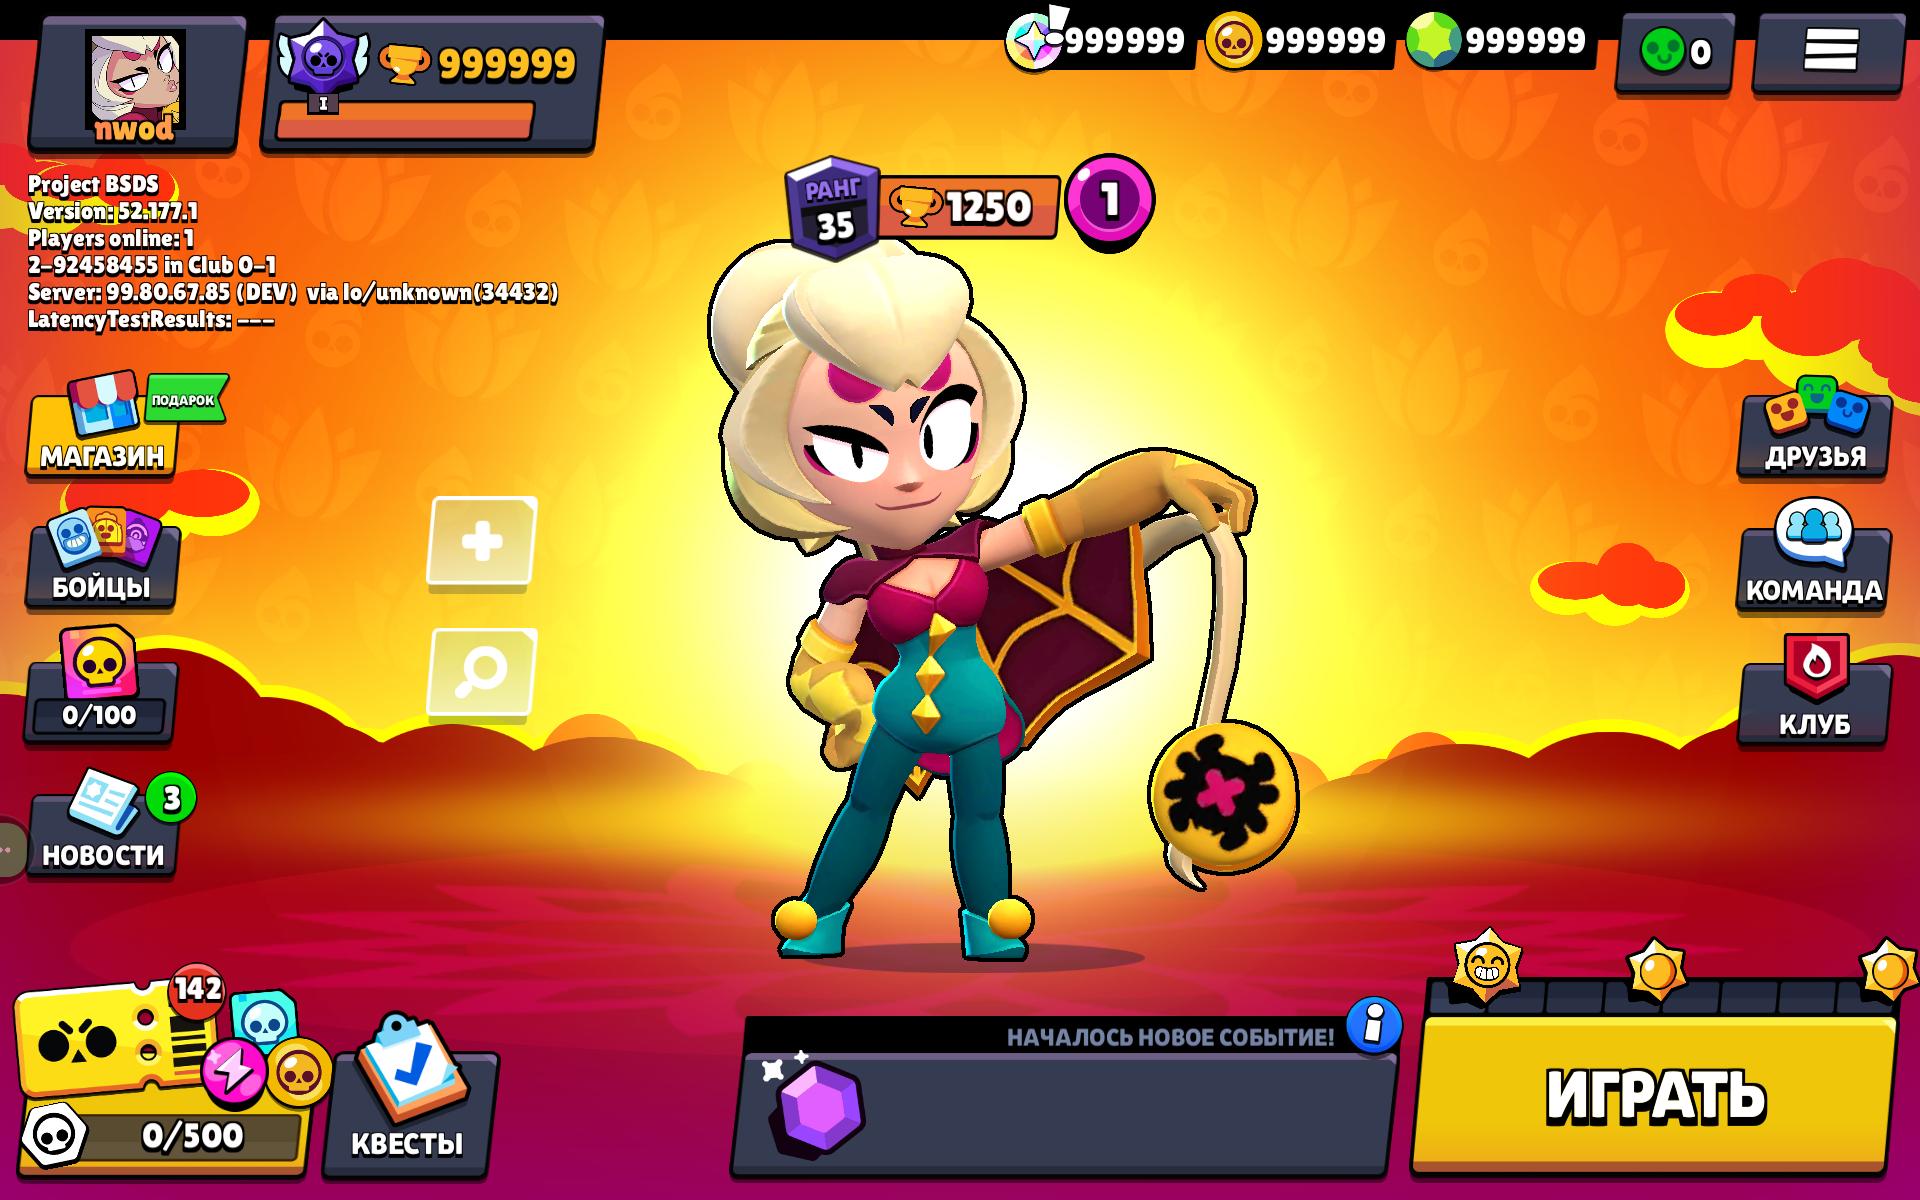 nwod
I
999999
999999
999999
999999
0
Project BSDS
Version: 52.177.1
Players online: 1
2-92458455 in Club 0-1
Server: 99.80.67.85 (DEV) via lo/unknown(34432)
LatencyTestResults: ---
РАНГ
35
1250
1
ПОДАРОК
МАГАЗИН
БОЙЦЫ
0/100
3
НОВОСТИ
ДРУЗЬЯ
КОМАНДА
КЛУБ
142
0/500
КВЕСТЫ
НАЧАЛОСЬ НОВОЕ СОБЫТИЕ!
ИГРАТЬ